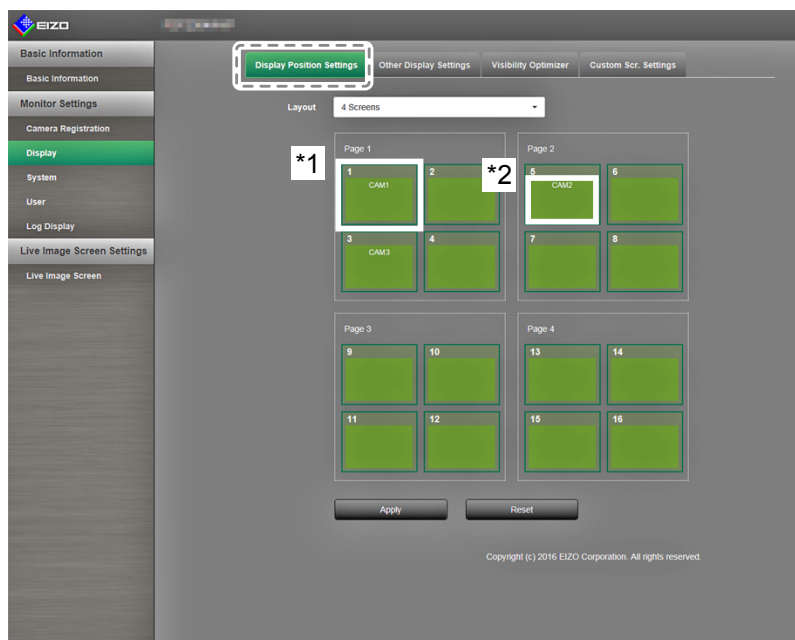 EIZO
Basic Information
Basic Information
Monitor Settings
Camera Registration
Display
System
User
Log Display
Live Image Screen Settings
Live Image Screen
Display Position Settings
Other Display Settings
Visibility Optimizer
Custom Scr. Settings
Layout
4 Screens
*1
*2
Page 1
1
CAM1
2
3
CAM3
4
Page 2
5
CAM2
6
7
8
Page 3
9
10
11
12
Page 4
13
14
15
16
Apply
Reset
Copyright (c) 2016 EIZO Corporation. All rights reserved.